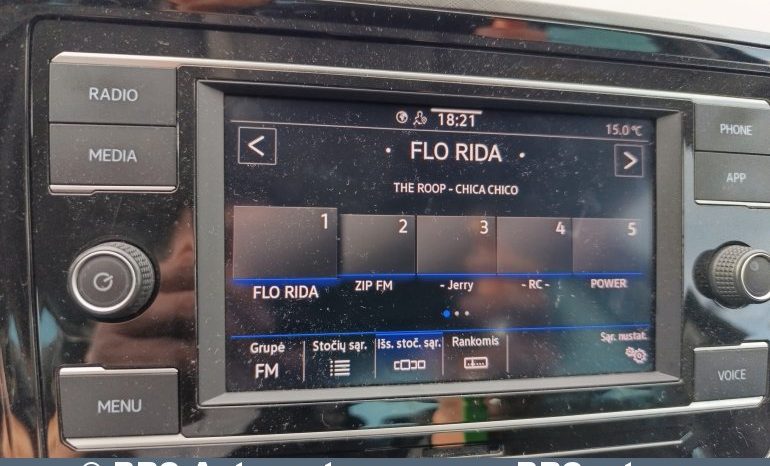 RADIO
MEDIA
MENU
18:21
15.0 °C
<
• FLO RIDA •
>
THE ROOP - CHICA CHICO
1 2 3 4 5
FLO RIDA ZIP FM - Jerry - RC - POWER
Grupė Stočių sąr. Išs. stoč. sąr. Rankomis Sąr. nustat.
FM
PHONE
APP
VOICE